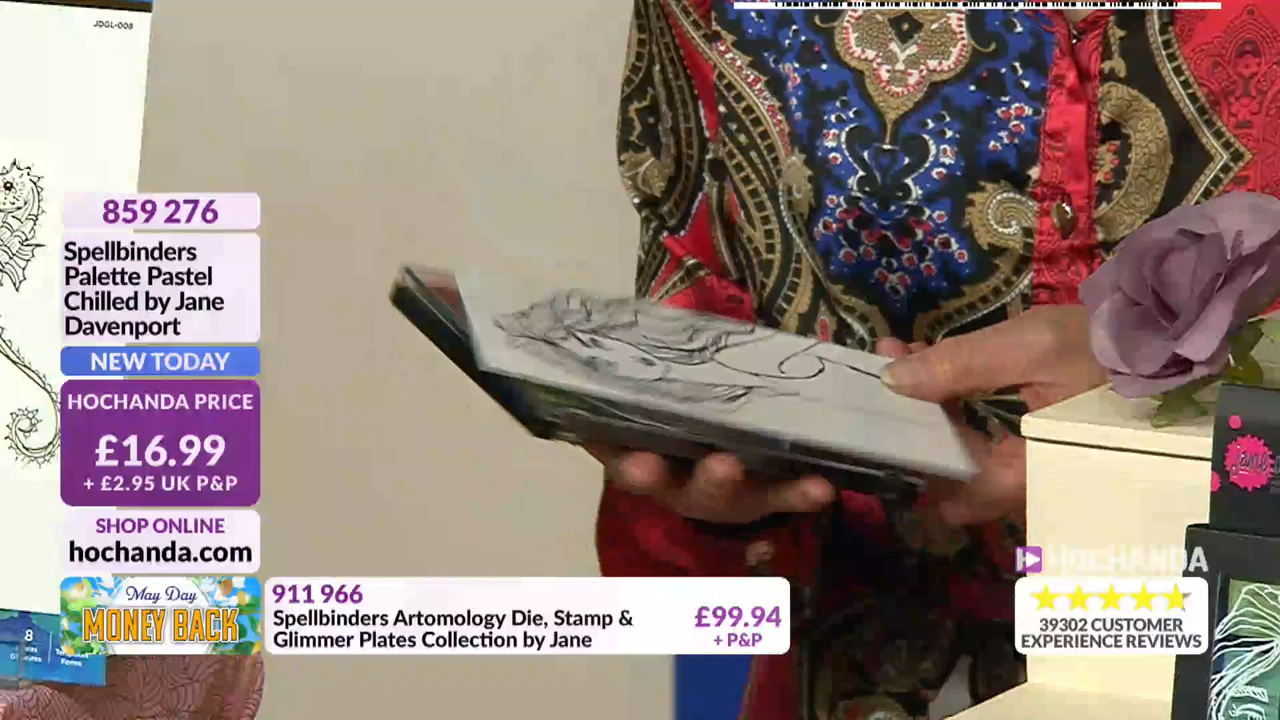 JDGL-008
859 276
Spellbinders
Palette Pastel
Chilled by Jane
Davenport
NEW TODAY
HOCHANDA PRICE
£16.99
+ £2.95 UK P&P
SHOP ONLINE
hochanda.com
May Day
MONEY BACK
911 966
Spellbinders Artomology Die, Stamp &
Glimmer Plates Collection by Jane
£99.94
+ P&P
HOCHANDA
39302 CUSTOMER
EXPERIENCE REVIEWS
Jane
8